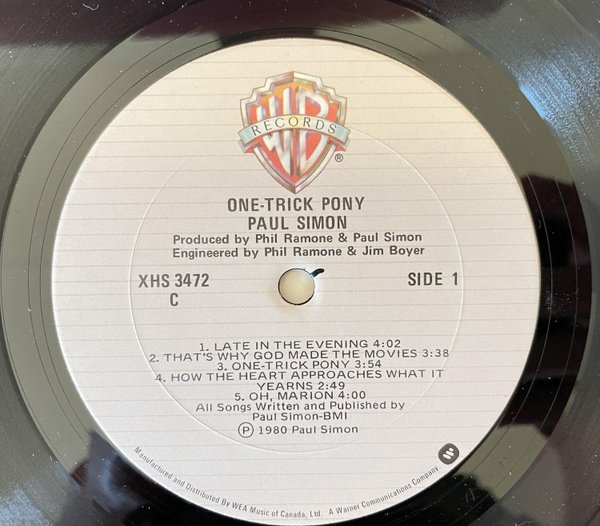 WB
RECORDS
®
ONE-TRICK PONY
PAUL SIMON
Produced by Phil Ramone & Paul Simon
Engineered by Phil Ramone & Jim Boyer
XHS 3472
C
SIDE 1
1. LATE IN THE EVENING 4:02
2. THAT'S WHY GOD MADE THE MOVIES 3:38
3. ONE-TRICK PONY 3:54
4. HOW THE HEART APPROACHES WHAT IT
YEARNS 2:49
5. OH, MARION 4:00
All Songs Written and Published by
Paul Simon-BMI
Ⓟ 1980 Paul Simon
Manufactured and Distributed By WEA Music of Canada, Ltd. A Warner Communications Company